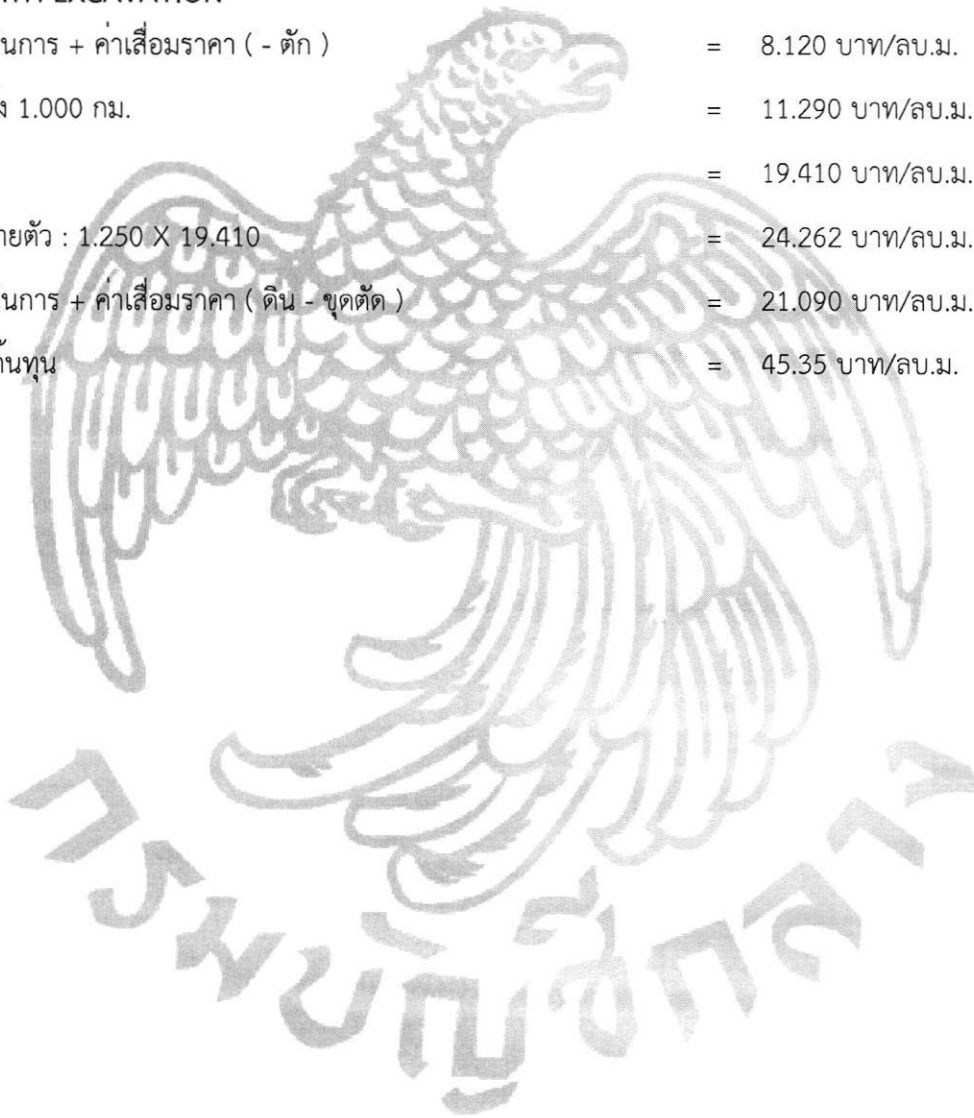 EXCAVATION
นการ + ค่าเสื่อมราคา ( - ตัก ) = 8.120 บาท/ลบ.ม.
1.000 กม. = 11.290 บาท/ลบ.ม.
= 19.410 บาท/ลบ.ม.
ายตัว : 1.250 X 19.410 = 24.262 บาท/ลบ.ม.
นการ + ค่าเสื่อมราคา ( ดิน - ขุดตัด ) = 21.090 บาท/ลบ.ม.
้นทุน = 45.35 บาท/ลบ.ม.
กรมบัญชีกลาง